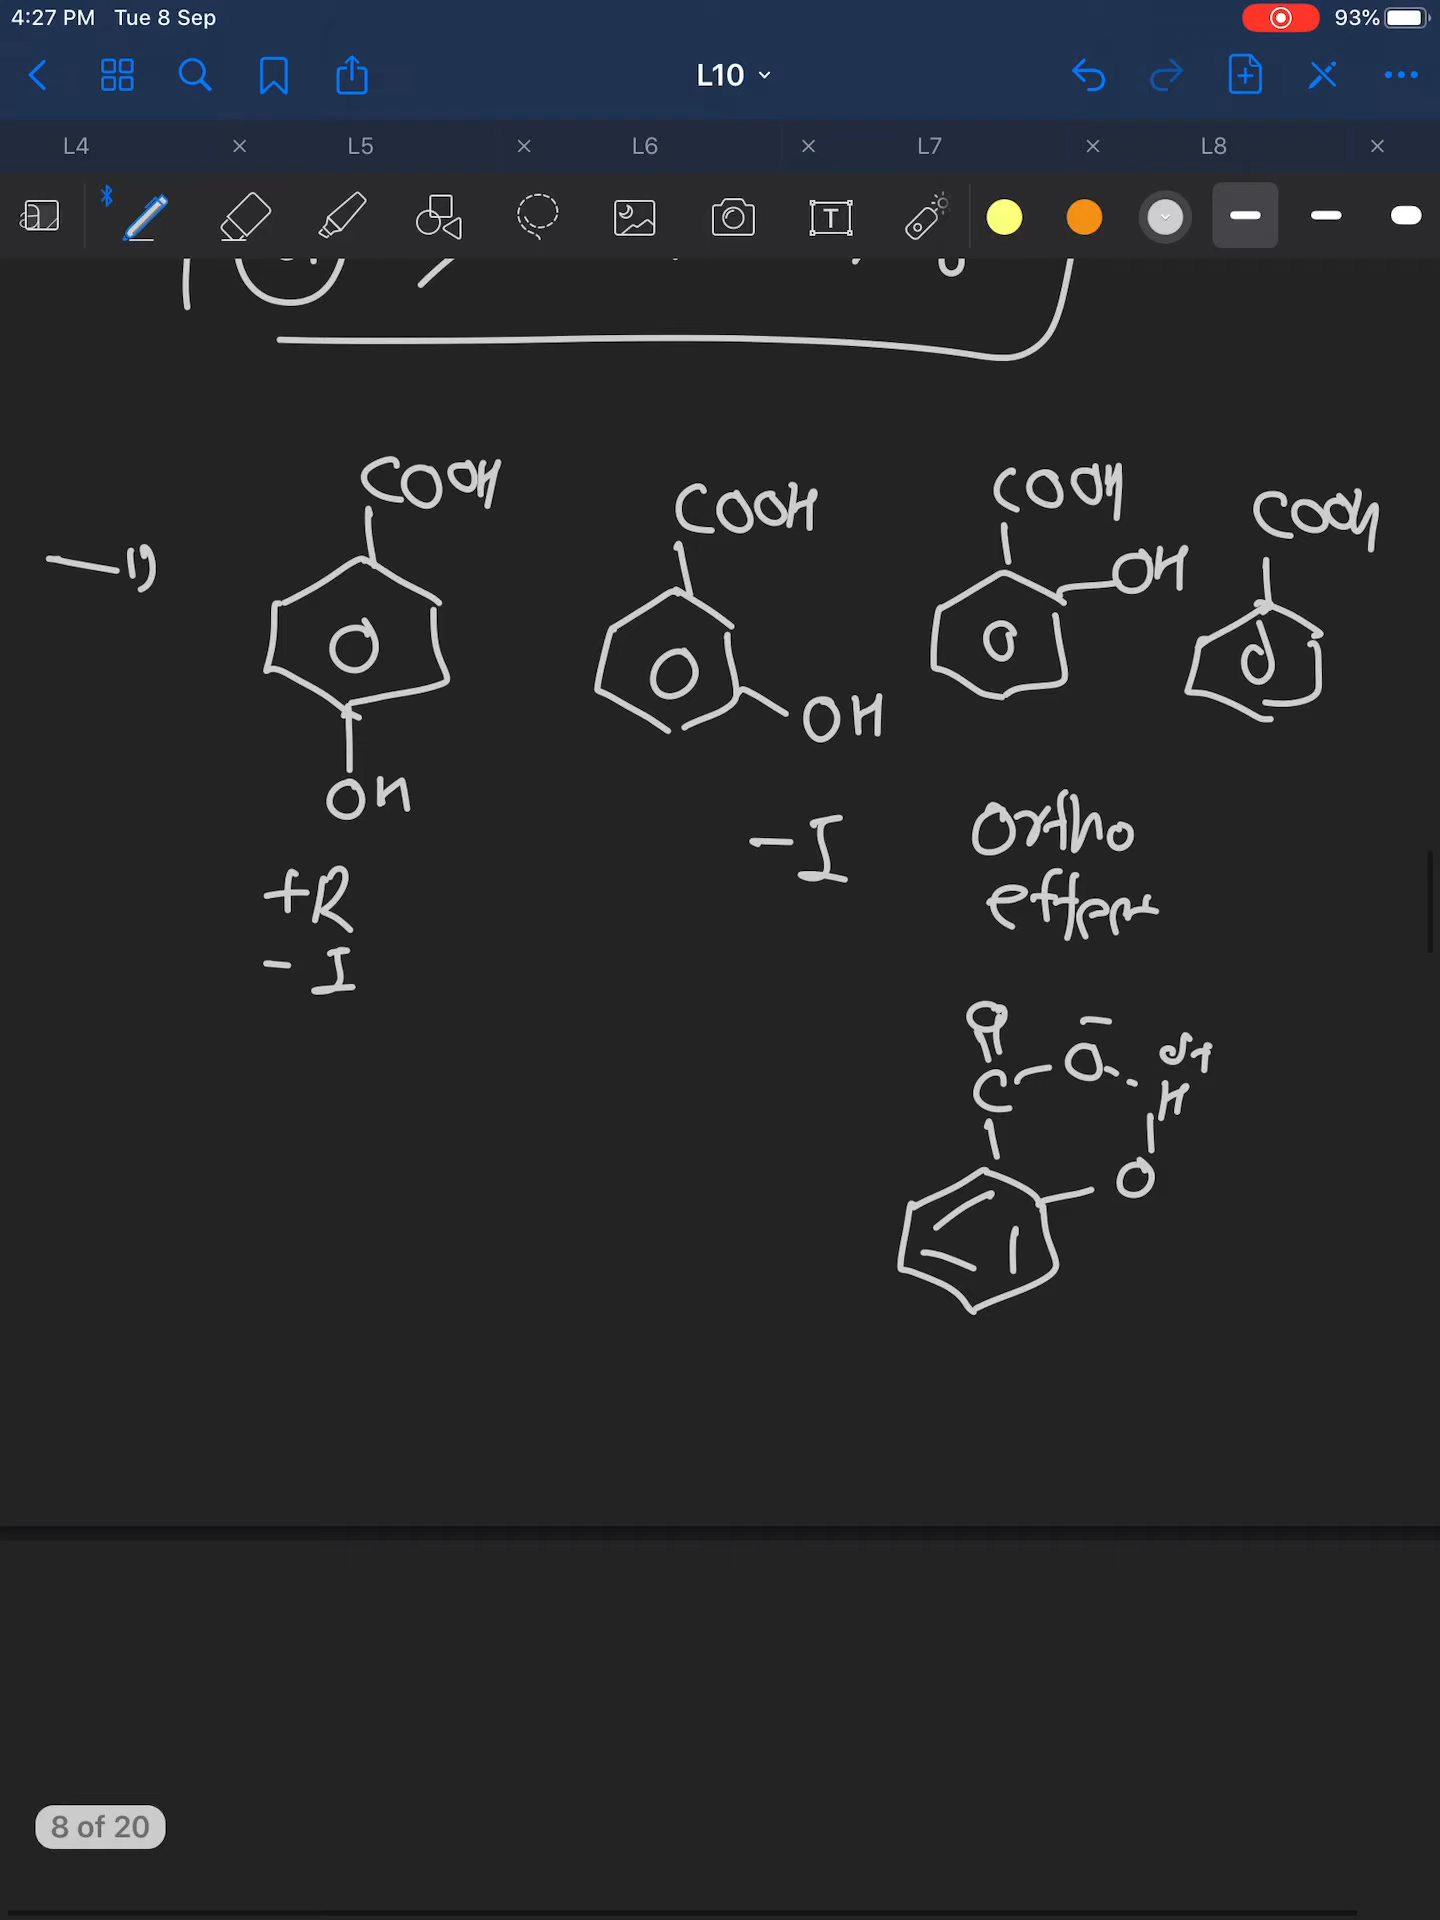 4:27 PM Tue 8 Sep 93%
L10
L4 × L5 × L6 × L7 × L8 ×
T
COOH COOH COOH COOH
1) OH
OH
OH
-I Ortho
+R effect
-I
O - δ+
C - O H
O
8 of 20